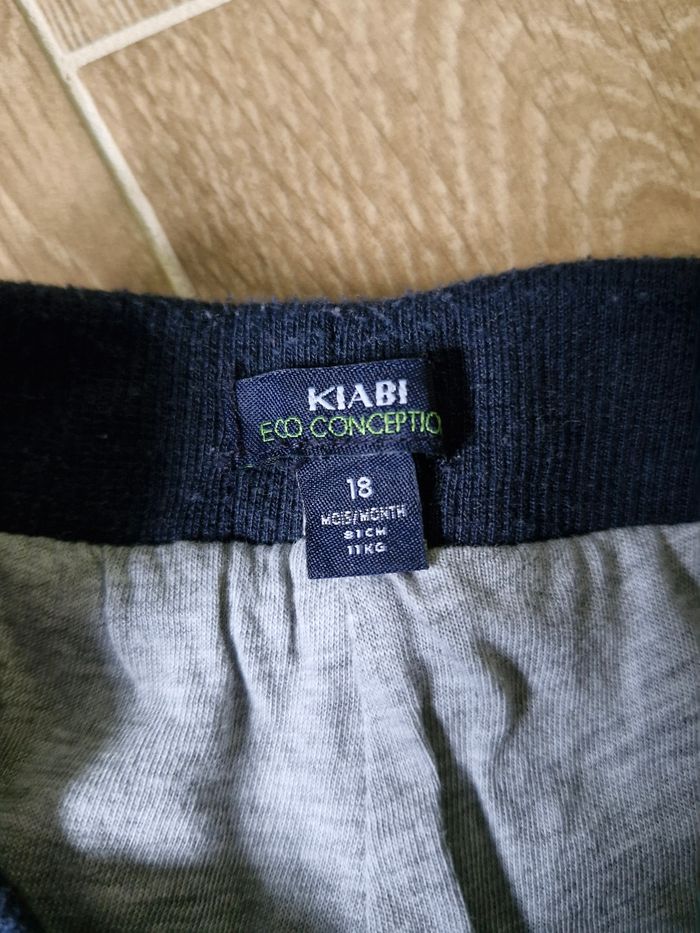 KIABI
ECO CONCEPTIO
18
MOIS/MONTH
81CM
11KG